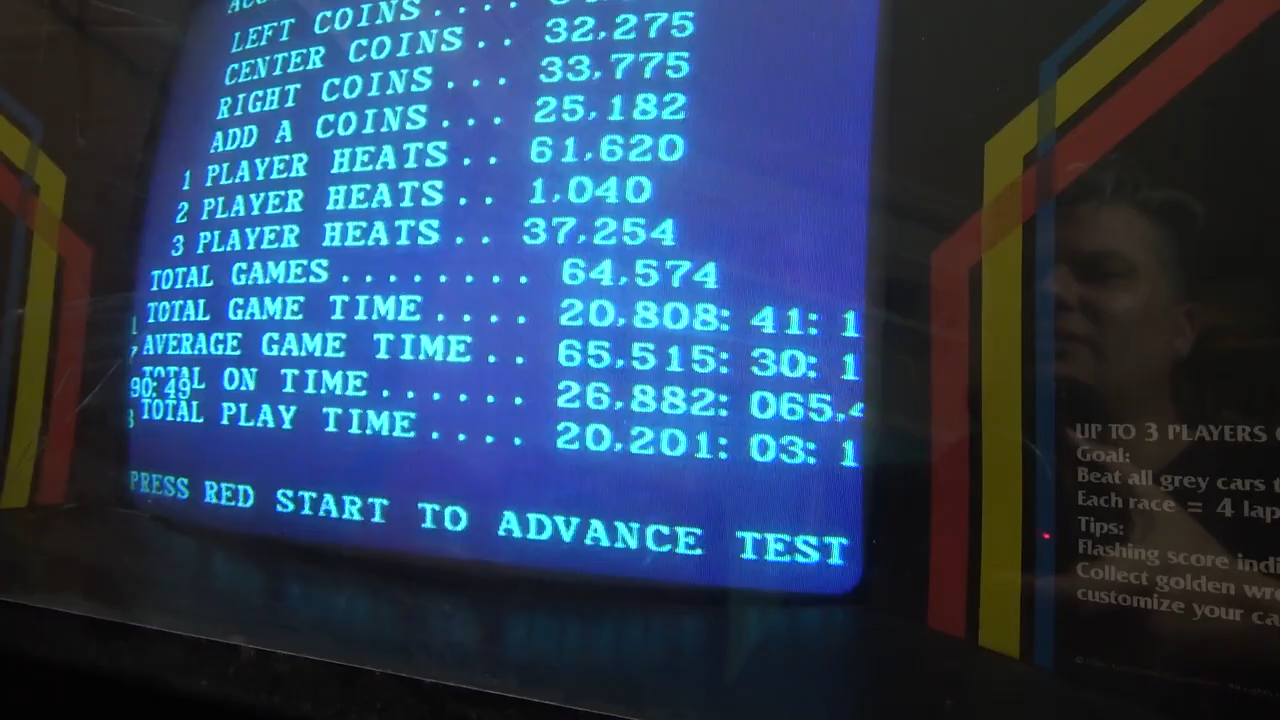 LEFT COINS....
CENTER COINS.. 32,275
RIGHT COINS... 33,775
ADD A COINS... 25,182
1 PLAYER HEATS.. 61,620
2 PLAYER HEATS.. 1,040
3 PLAYER HEATS.. 37,254
TOTAL GAMES........ 64,574
TOTAL GAME TIME.... 20,808: 41: 1
AVERAGE GAME TIME.. 65,515: 30: 1
TOTAL ON TIME...... 26,882: 065,4
90:49
TOTAL PLAY TIME.... 20,201: 03: 1
PRESS RED START TO ADVANCE TEST
UP TO 3 PLAYERS
Goal:
Beat all grey cars
Each race = 4
Tips:
Flashing score
Collect golden
customize your